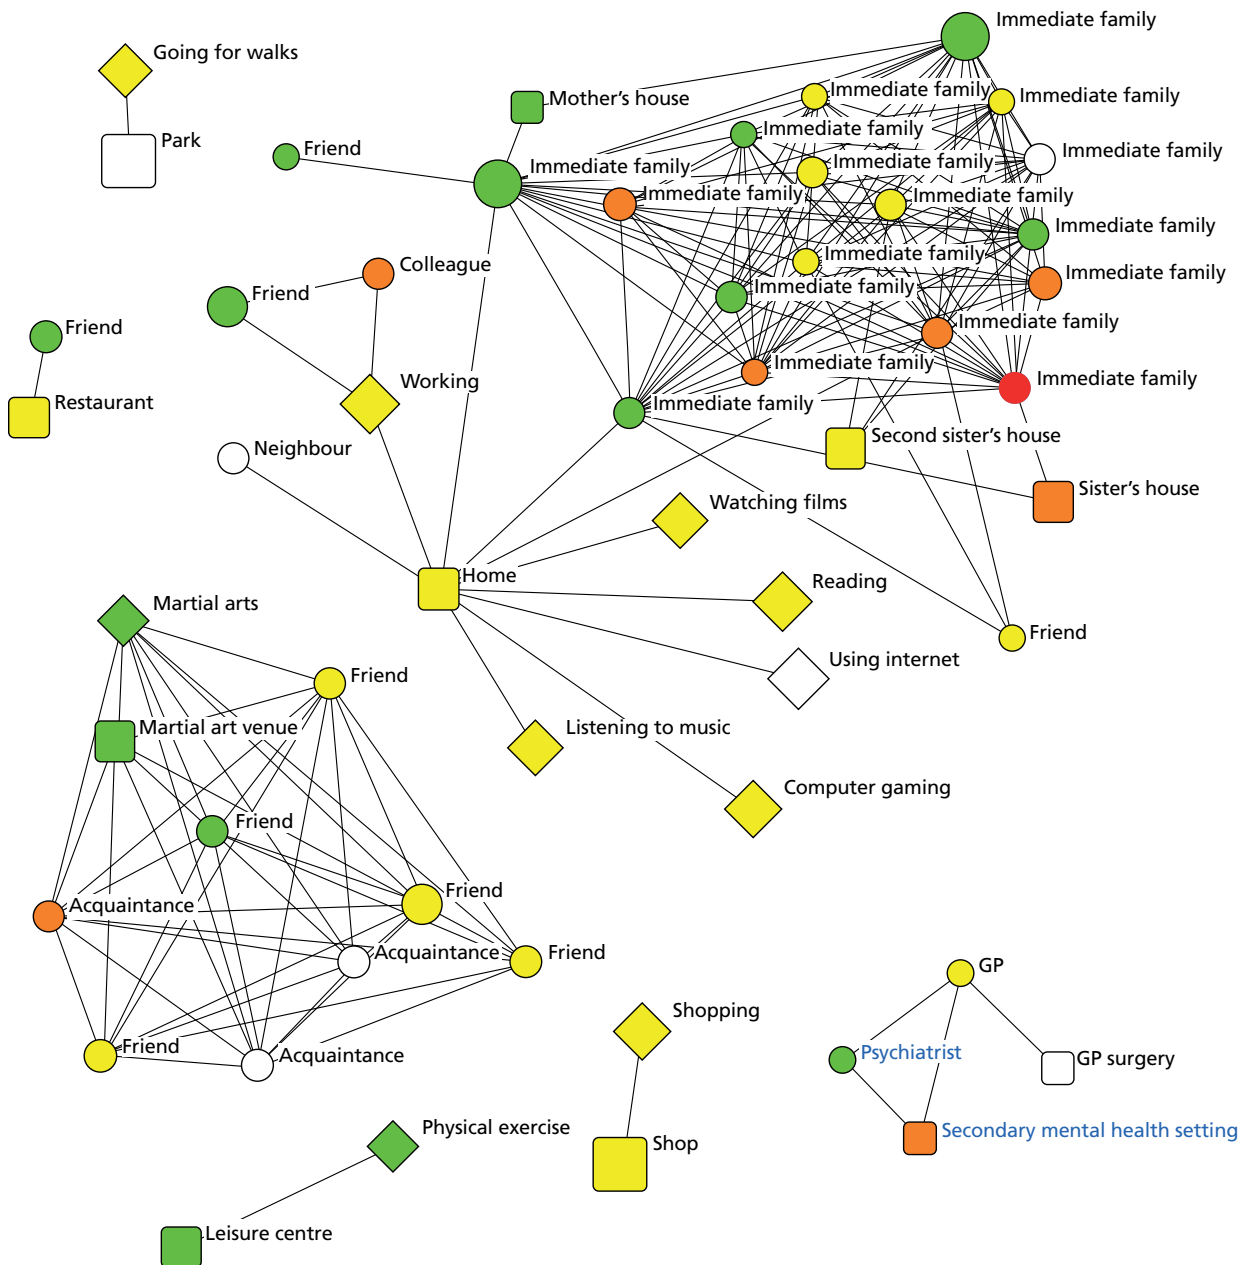 Immediate family
Going for walks
Immediate family
Immediate family
Mother's house
Immediate family
Park
Friend
Immediate family
Immediate family
Immediate family
Immediate family
Immediate family
Immediate family
Immediate family
Colleague
Immediate family
Friend
Immediate family
Immediate family
Friend
Immediate family
Working
Immediate family
Restaurant
Immediate family
Second sister's house
Neighbour
Sister's house
Watching films
Home
Reading
Martial arts
Friend
Using internet
Friend
Martial art venue
Listening to music
Computer gaming
Friend
Friend
Acquaintance
Acquaintance
Friend
GP
Shopping
Friend
Acquaintance
Psychiatrist
GP surgery
Physical exercise
Secondary mental health setting
Shop
Leisure centre